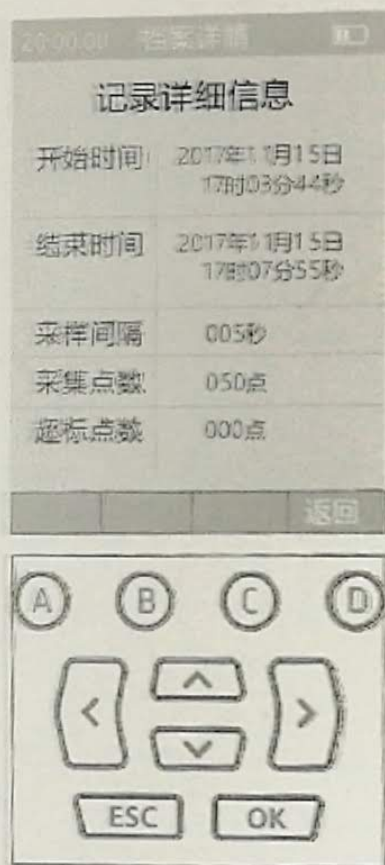 20:00:00 档案详情
记录详细信息
开始时间 2017年11月15日
17时03分44秒
结束时间 2017年11月15日
17时07分55秒
采样间隔 005秒
采集点数 050点
超标点数 000点
返回
A B C D
< ^ >
v
ESC OK